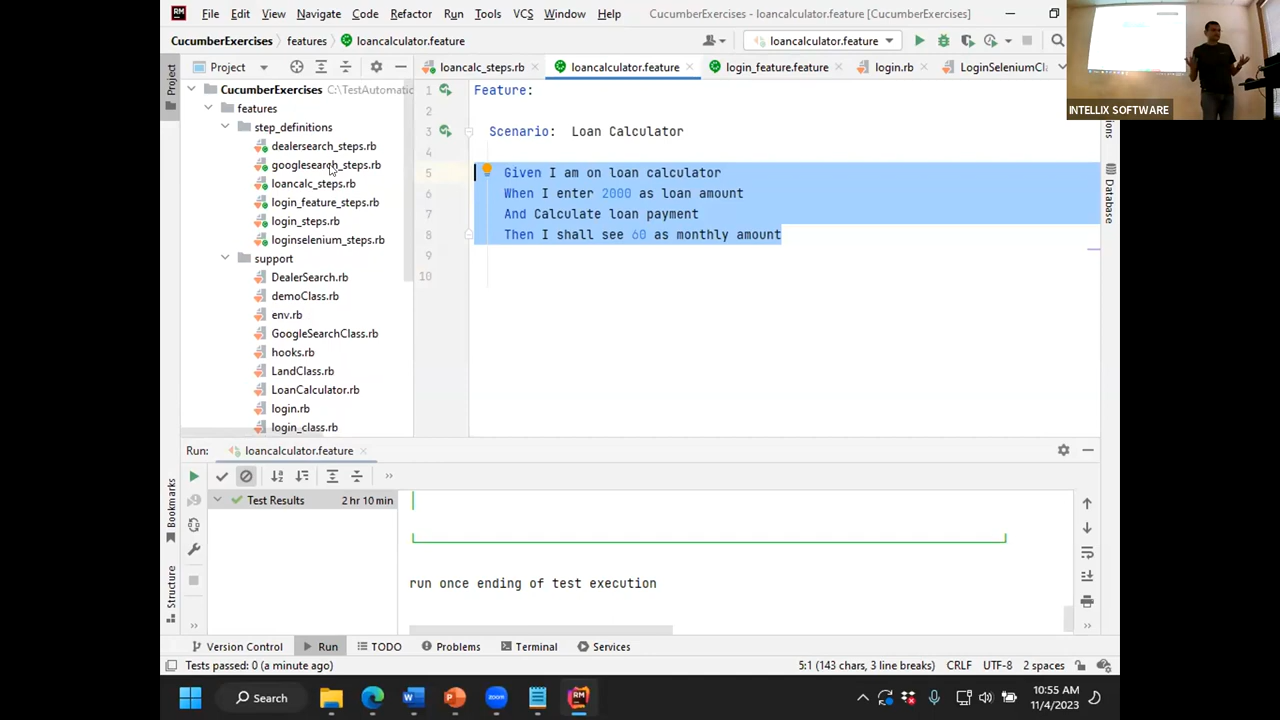 File Edit View Navigate Code Refactor Run Tools VCS Window Help CucumberExercises - loancalculator.feature [CucumberExercises]
CucumberExercises features loancalculator.feature loancalculator.feature
INTELLIX SOFTWARE
Project loancalc_steps.rb loancalculator.feature login_feature.feature login.rb LoginSeleniumCl
Project
CucumberExercises C:\TestAutomatic
features
step_definitions
dealersearch_steps.rb
googlesearch_steps.rb
loancalc_steps.rb
login_feature_steps.rb
login_steps.rb
loginselenium_steps.rb
support
DealerSearch.rb
demoClass.rb
env.rb
GoogleSearchClass.rb
hooks.rb
LandClass.rb
LoanCalculator.rb
login.rb
login_class.rb
1 Feature:
2
3 Scenario: Loan Calculator
4
5 Given I am on loan calculator
6 When I enter 2000 as loan amount
7 And Calculate loan payment
8 Then I shall see 60 as monthly amount
9
10
Database
Run: loancalculator.feature
Test Results 2 hr 10 min
run once ending of test execution
Bookmarks
Structure
Version Control Run TODO Problems Terminal Services
Tests passed: 0 (a minute ago) 5:1 (143 chars, 3 line breaks) CRLF UTF-8 2 spaces
Search
10:55 AM
11/4/2023